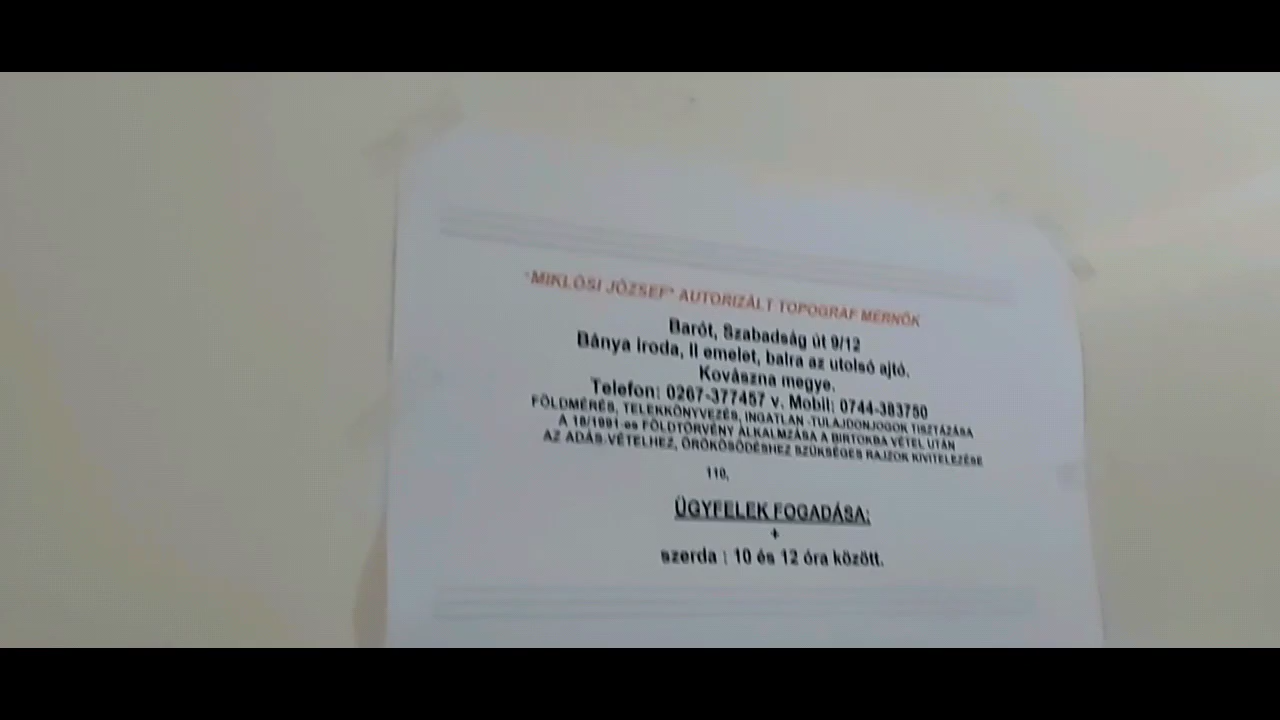 "MIKLÓSI JÓZSEF" AUTORIZÁLT TOPOGRÁF MÉRNÖK
Barót, Szabadság út 9/12
Bánya iroda, II emelet, balra az utolsó ajtó.
Kovászna megye.
Telefon: 0267-377457 v. Mobil: 0744-383750
FÖLDMÉRÉS, TELEKKÖNYVEZÉS, INGATLAN -TULAJDONJOGOK TISZTÁZÁSA
A 18/1991-es FÖLDTÖRVÉNY ALKALMZÁSA A BIRTOKBA VÉTEL UTÁN
AZ ADÁS-VÉTELHEZ, ÖRÖKÖSÖDÉSHEZ SZÜKSÉGES RAJZOK KIVITELEZÉSE
110,
ÜGYFELEK FOGADÁSA:
+
szerda : 10 és 12 óra között.